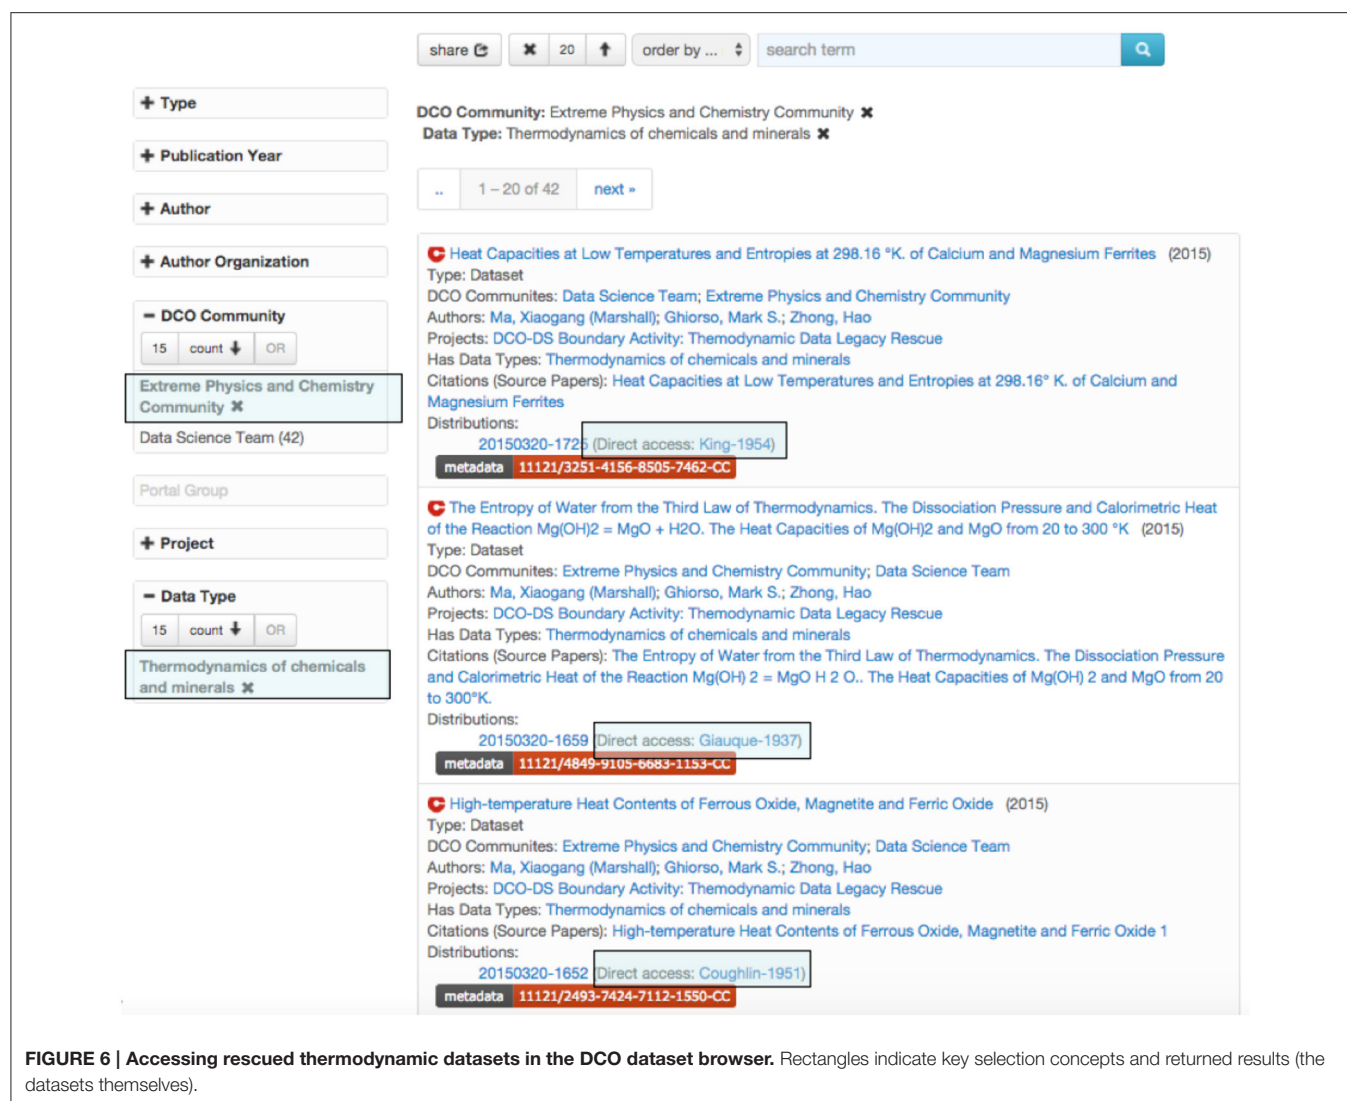 share 20 order by ... search term
+ Type
+ Publication Year
+ Author
+ Author Organization
− DCO Community
15 count OR
Extreme Physics and Chemistry
Community ✖
Data Science Team (42)
Portal Group
+ Project
− Data Type
15 count OR
Thermodynamics of chemicals
and minerals ✖
DCO Community: Extreme Physics and Chemistry Community ✖
Data Type: Thermodynamics of chemicals and minerals ✖
.. 1 – 20 of 42 next »
Heat Capacities at Low Temperatures and Entropies at 298.16 °K. of Calcium and Magnesium Ferrites (2015)
Type: Dataset
DCO Communites: Data Science Team; Extreme Physics and Chemistry Community
Authors: Ma, Xiaogang (Marshall); Ghiorso, Mark S.; Zhong, Hao
Projects: DCO-DS Boundary Activity: Themodynamic Data Legacy Rescue
Has Data Types: Thermodynamics of chemicals and minerals
Citations (Source Papers): Heat Capacities at Low Temperatures and Entropies at 298.16° K. of Calcium and
Magnesium Ferrites
Distributions:
20150320-1725 (Direct access: King-1954)
metadata 11121/3251-4156-8505-7462-CC
The Entropy of Water from the Third Law of Thermodynamics. The Dissociation Pressure and Calorimetric Heat
of the Reaction Mg(OH)2 = MgO + H2O. The Heat Capacities of Mg(OH)2 and MgO from 20 to 300 °K (2015)
Type: Dataset
DCO Communites: Extreme Physics and Chemistry Community; Data Science Team
Authors: Ma, Xiaogang (Marshall); Ghiorso, Mark S.; Zhong, Hao
Projects: DCO-DS Boundary Activity: Themodynamic Data Legacy Rescue
Has Data Types: Thermodynamics of chemicals and minerals
Citations (Source Papers): The Entropy of Water from the Third Law of Thermodynamics. The Dissociation Pressure
and Calorimetric Heat of the Reaction Mg(OH) 2 = MgO H 2 O.. The Heat Capacities of Mg(OH) 2 and MgO from 20
to 300°K.
Distributions:
20150320-1659 (Direct access: Giauque-1937)
metadata 11121/4849-9105-6683-1153-CC
High-temperature Heat Contents of Ferrous Oxide, Magnetite and Ferric Oxide (2015)
Type: Dataset
DCO Communites: Extreme Physics and Chemistry Community; Data Science Team
Authors: Ma, Xiaogang (Marshall); Ghiorso, Mark S.; Zhong, Hao
Projects: DCO-DS Boundary Activity: Themodynamic Data Legacy Rescue
Has Data Types: Thermodynamics of chemicals and minerals
Citations (Source Papers): High-temperature Heat Contents of Ferrous Oxide, Magnetite and Ferric Oxide 1
Distributions:
20150320-1652 (Direct access: Coughlin-1951)
metadata 11121/2493-7424-7112-1550-CC
FIGURE 6 | Accessing rescued thermodynamic datasets in the DCO dataset browser. Rectangles indicate key selection concepts and returned results (the
datasets themselves).